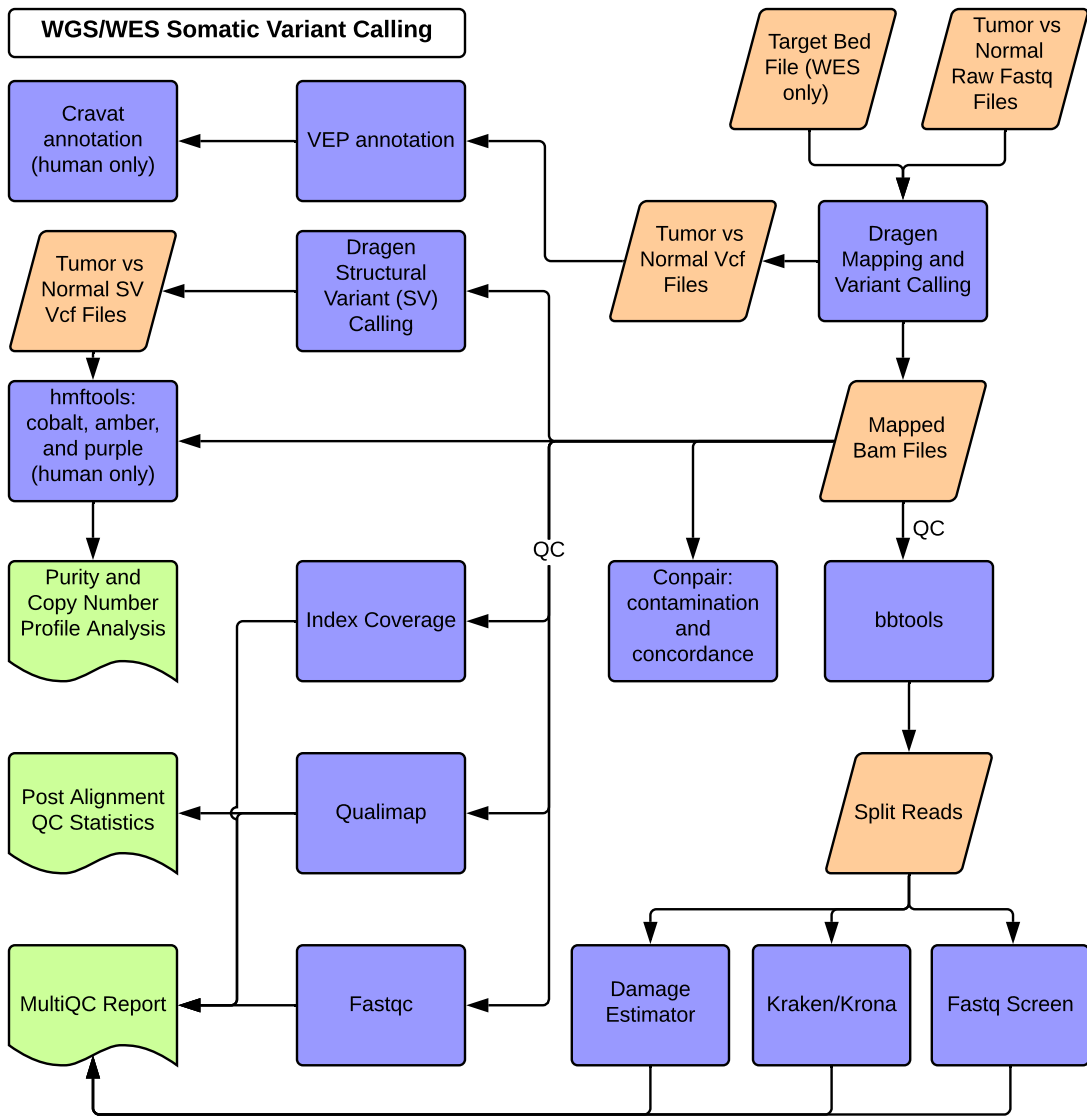 WGS/WES Somatic Variant Calling
Target Bed
File (WES
only)
Tumor vs
Normal
Raw Fastq
Files
Cravat
annotation
(human only)
VEP annotation
Tumor vs
Normal SV
Vcf Files
Dragen
Structural
Variant (SV)
Calling
Tumor vs
Normal Vcf
Files
Dragen
Mapping and
Variant Calling
hmftools:
cobalt, amber,
and purple
(human only)
Mapped
Bam Files
QC
QC
Purity and
Copy Number
Profile Analysis
Index Coverage
Conpair:
contamination
and
concordance
bbtools
Post Alignment
QC Statistics
Qualimap
Split Reads
MultiQC Report
Fastqc
Damage
Estimator
Kraken/Krona
Fastq Screen